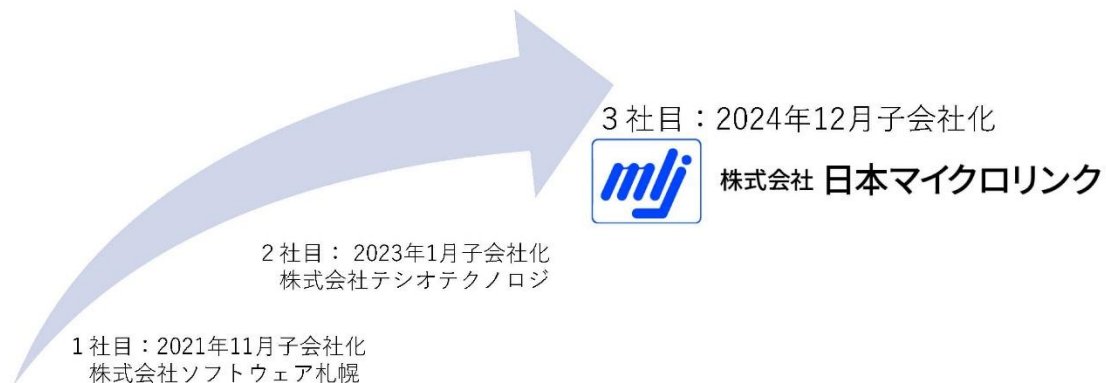 3社目：2024年12月子会社化
mlj 株式会社 日本マイクロリンク
2社目： 2023年1月子会社化
株式会社テシオテクノロジ
1社目：2021年11月子会社化
株式会社ソフトウェア札幌